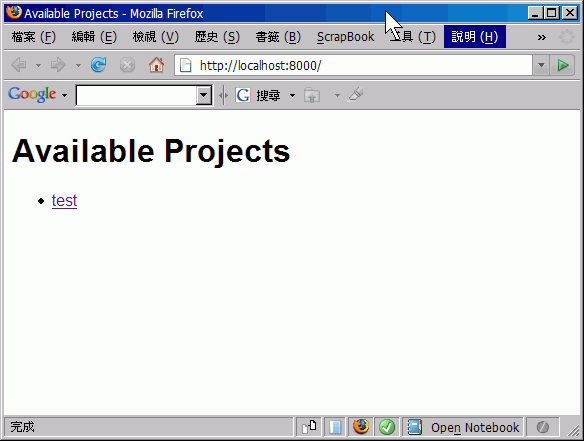 Available Projects - Mozilla Firefox
檔案 (F) 編輯 (E) 檢視 (V) 歷史 (S) 書籤 (B) ScrapBook 工具 (T) 說明 (H) »
http://localhost:8000/
Google G 搜尋
Available Projects
• test
完成 Open Notebook